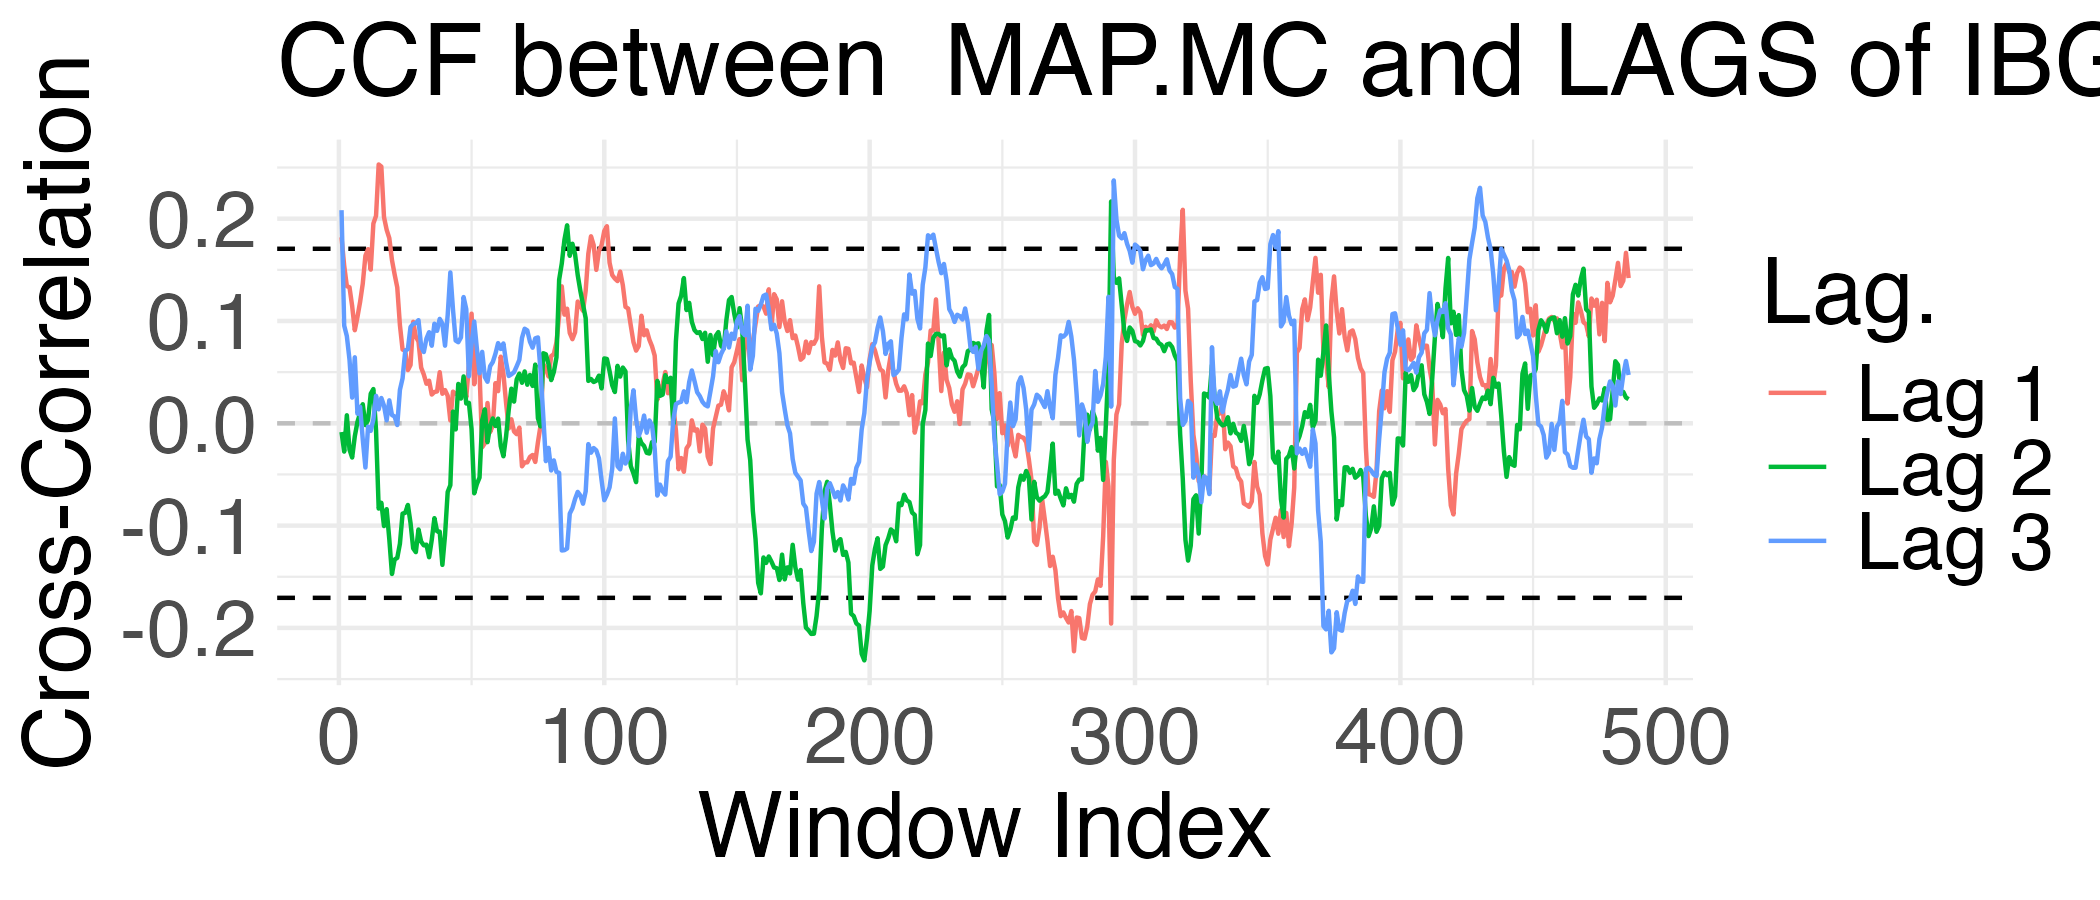 CCF between  MAP.MC and LAGS of IBG
Cross-Correlation
0.2
0.1
0.0
-0.1
-0.2
0 100 200 300 400 500
Window Index
Lag.
Lag 1
Lag 2
Lag 3